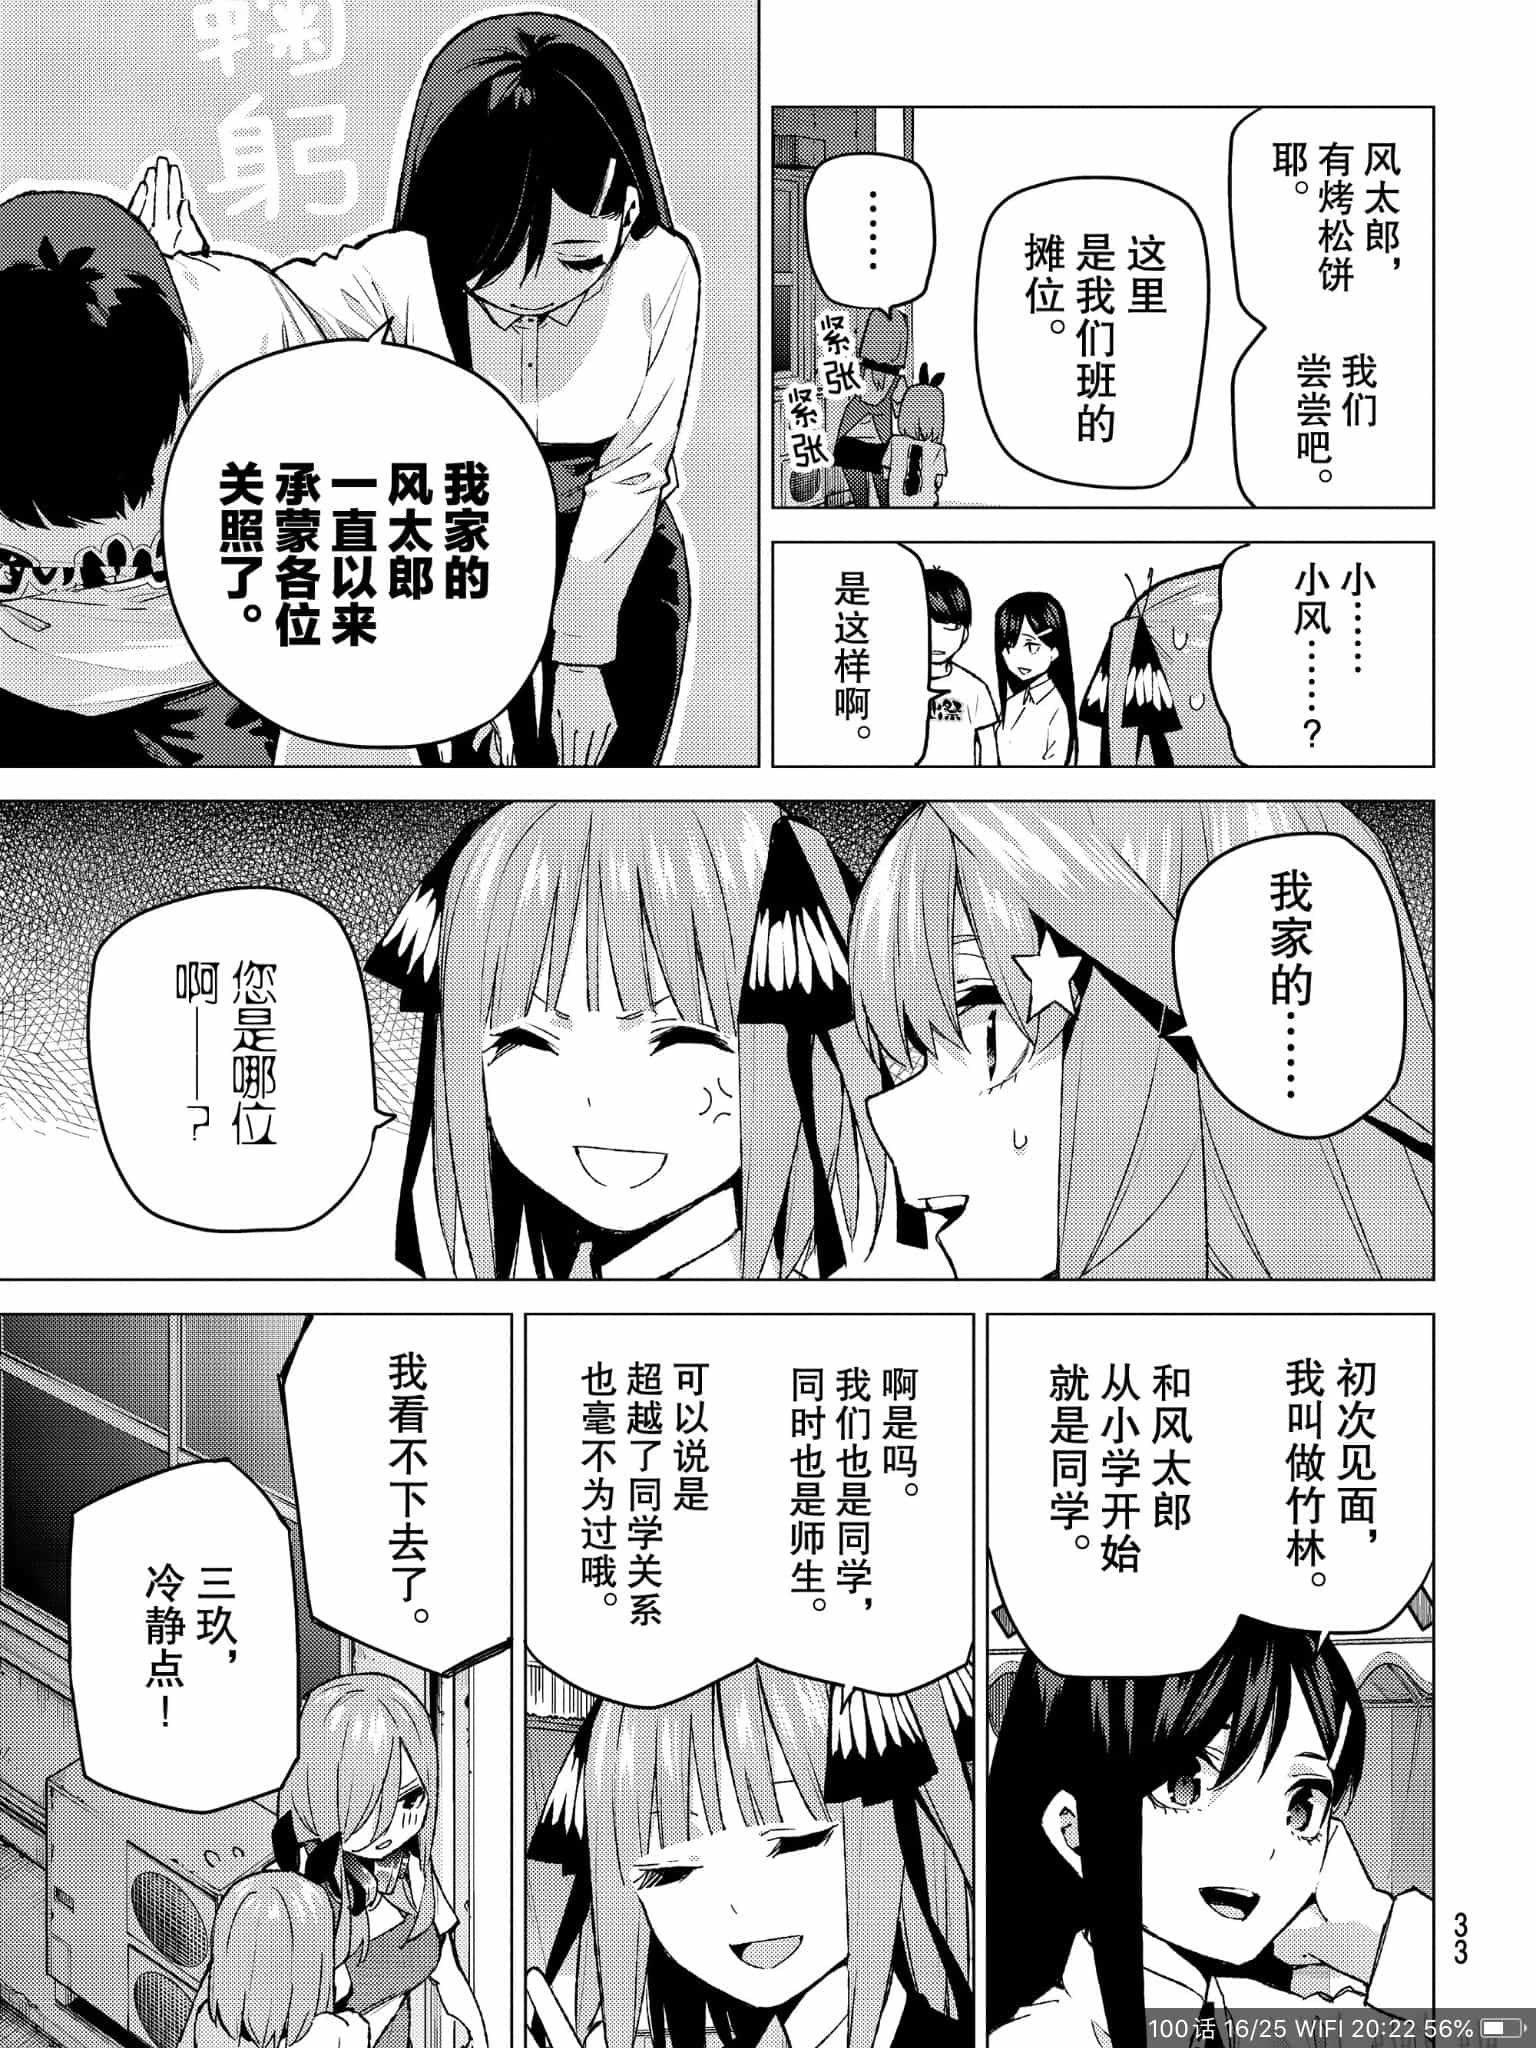 风太郎，
有烤松饼
耶。
我们
尝尝吧。
这里
是我们班的
摊位。
……
紧张
紧张
小……
小风……？
是这样啊。
鞠躬
我家的
风太郎
一直以来
承蒙各位
关照了。
我家的……
您是哪位
啊——？
初次见面，
我叫做竹林。
和风太郎
从小学开始
就是同学。
啊是吗。
我们也是同学，
同时也是师生。
可以说是
超越了同学关系
也毫不为过哦。
我看不下去了。
三玖，
冷静点！
33
100话 16/25 WIFI 20:22 56%